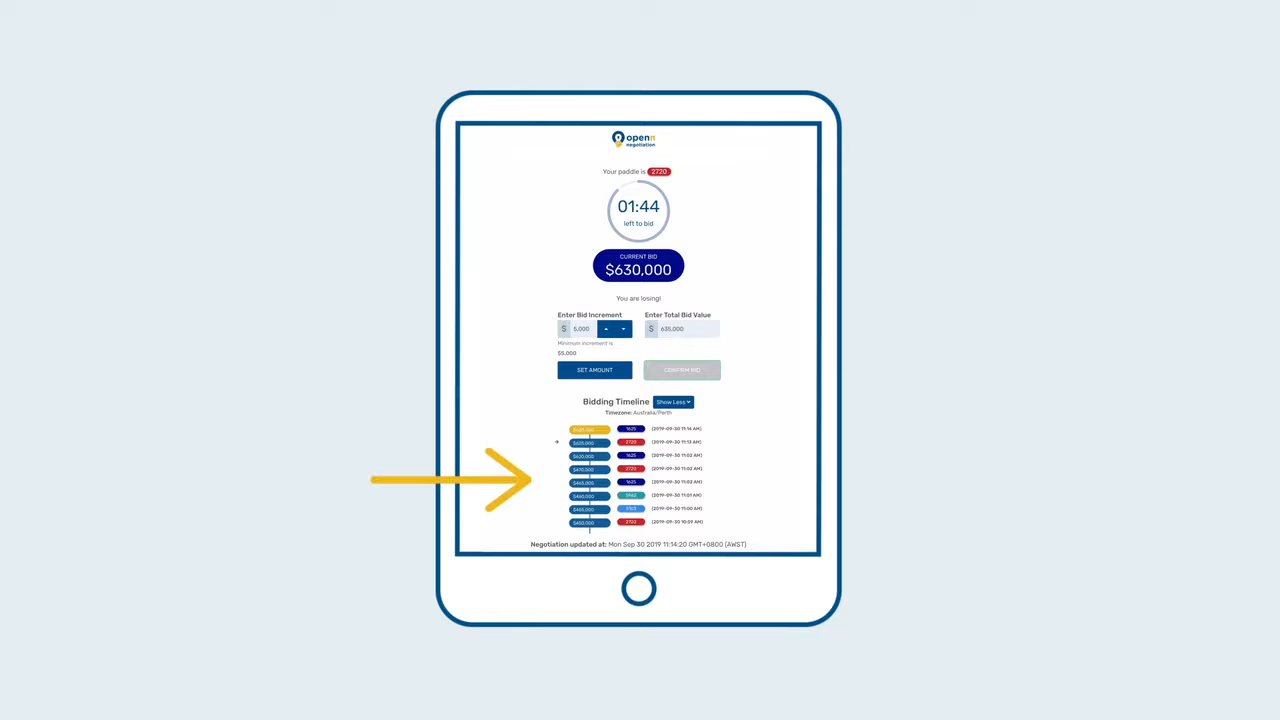 openn
negotiation
Your paddle is 2720
01:44
left to bid
CURRENT BID
$630,000
You are losing!
Enter Bid Increment Enter Total Bid Value
$ 5,000 $ 635,000
Minimum increment is
$5,000
SET AMOUNT CONFIRM BID
Bidding Timeline Show Less
Timezone: Australia/Perth
1625 (2019-09-30 11:14 AM)
$625,000 2720 (2019-09-30 11:13 AM)
$620,000 1625 (2019-09-30 11:02 AM)
$470,000 2720 (2019-09-30 11:02 AM)
$465,000 1625 (2019-09-30 11:02 AM)
$460,000 (2019-09-30 11:01 AM)
$455,000 (2019-09-30 11:00 AM)
$450,000 2720 (2019-09-30 10:59 AM)
Negotiation updated at: Mon Sep 30 2019 11:14:20 GMT+0800 (AWST)